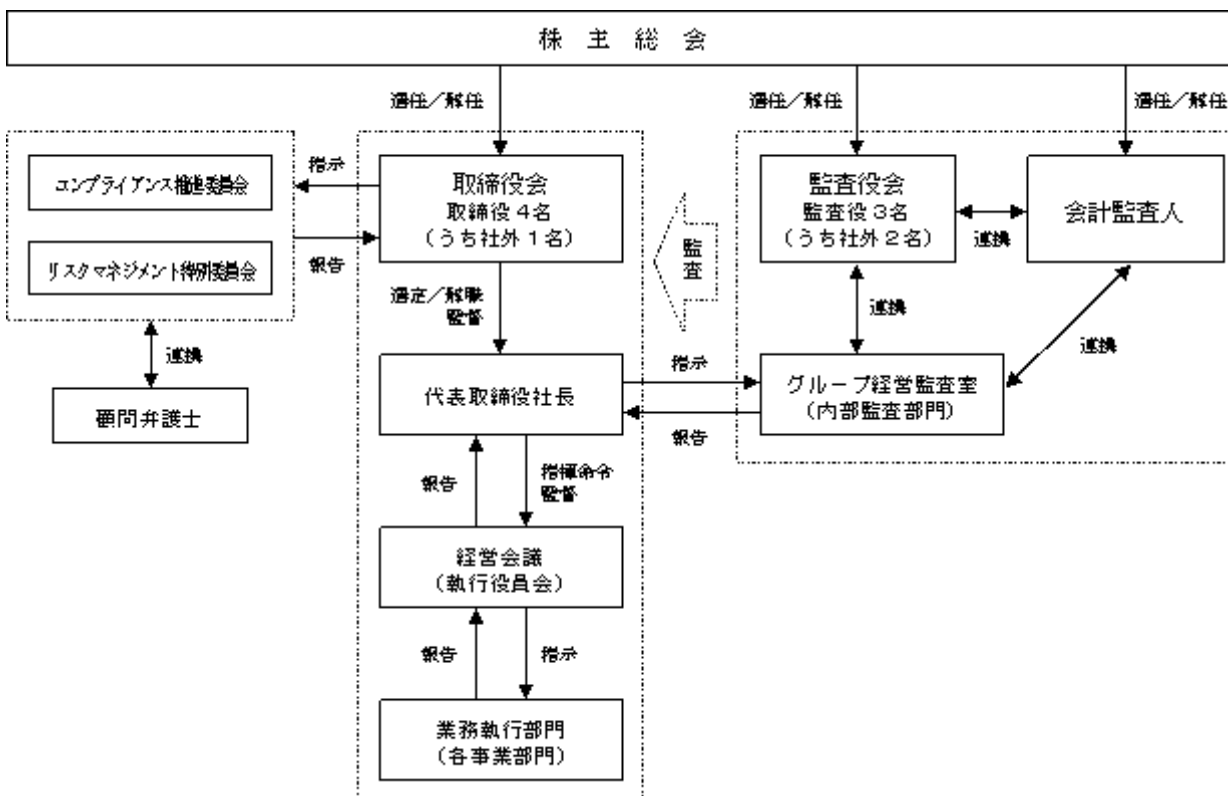 株主総会
選任／解任
選任／解任
選任／解任
コンプライアンス推進委員会
リスクマネジメント特別委員会
指示
報告
連携
顧問弁護士
取締役会
取締役４名
（うち社外１名）
選定／解職
監督
代表取締役社長
報告
指揮命令
監督
経営会議
（執行役員会）
報告
指示
業務執行部門
（各事業部門）
監査
監査役会
監査役３名
（うち社外２名）
連携
会計監査人
連携
連携
指示
報告
グループ経営監査室
（内部監査部門）